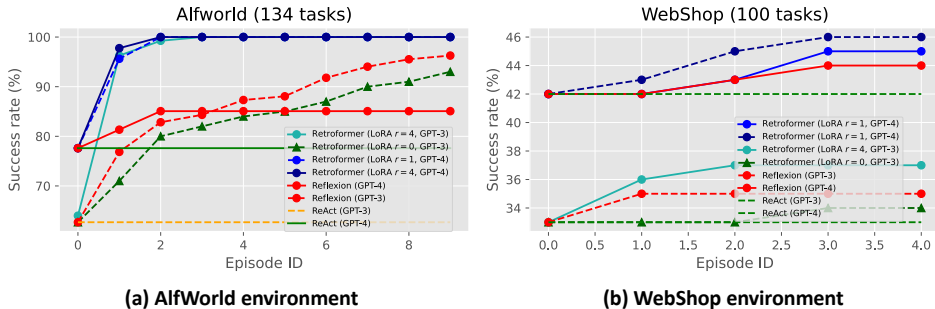 Alfworld (134 tasks)
100
90
80
70
Success rate (%)
0
2
4
6
8
Episode ID
Retroformer (LoRA r = 4, GPT-3)
Retroformer (LoRA r = 0, GPT-3)
Retroformer (LoRA r = 1, GPT-4)
Retroformer (LoRA r = 4, GPT-4)
Reflexion (GPT-4)
Reflexion (GPT-3)
ReAct (GPT-3)
ReAct (GPT-4)
(a) AlfWorld environment
WebShop (100 tasks)
46
44
42
40
38
36
34
Success rate (%)
0.0
0.5
1.0
1.5
2.0
2.5
3.0
3.5
4.0
Episode ID
Retroformer (LoRA r = 1, GPT-4)
Retroformer (LoRA r = 1, GPT-4)
Retroformer (LoRA r = 4, GPT-3)
Retroformer (LoRA r = 0, GPT-3)
Reflexion (GPT-3)
Reflexion (GPT-4)
ReAct (GPT-3)
ReAct (GPT-4)
(b) WebShop environment